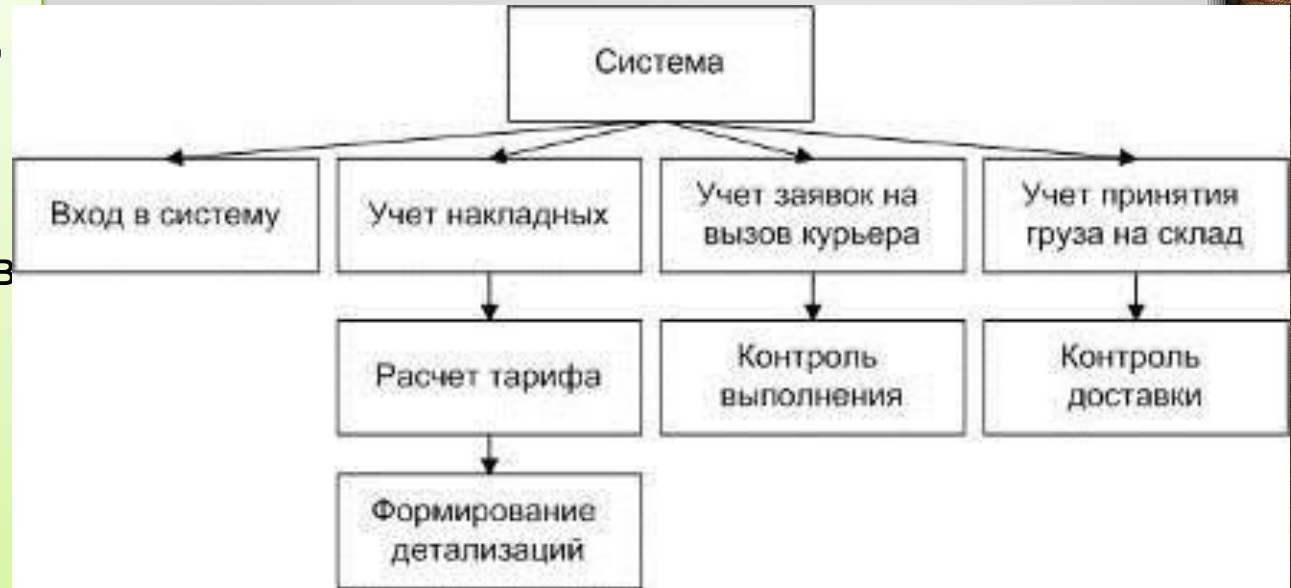 Система
Вход в систему
Учет накладных
Учет заявок на
вызов курьера
Учет принятия
груза на склад
Расчет тарифа
Контроль
выполнения
Контроль
доставки
Формирование
детализаций